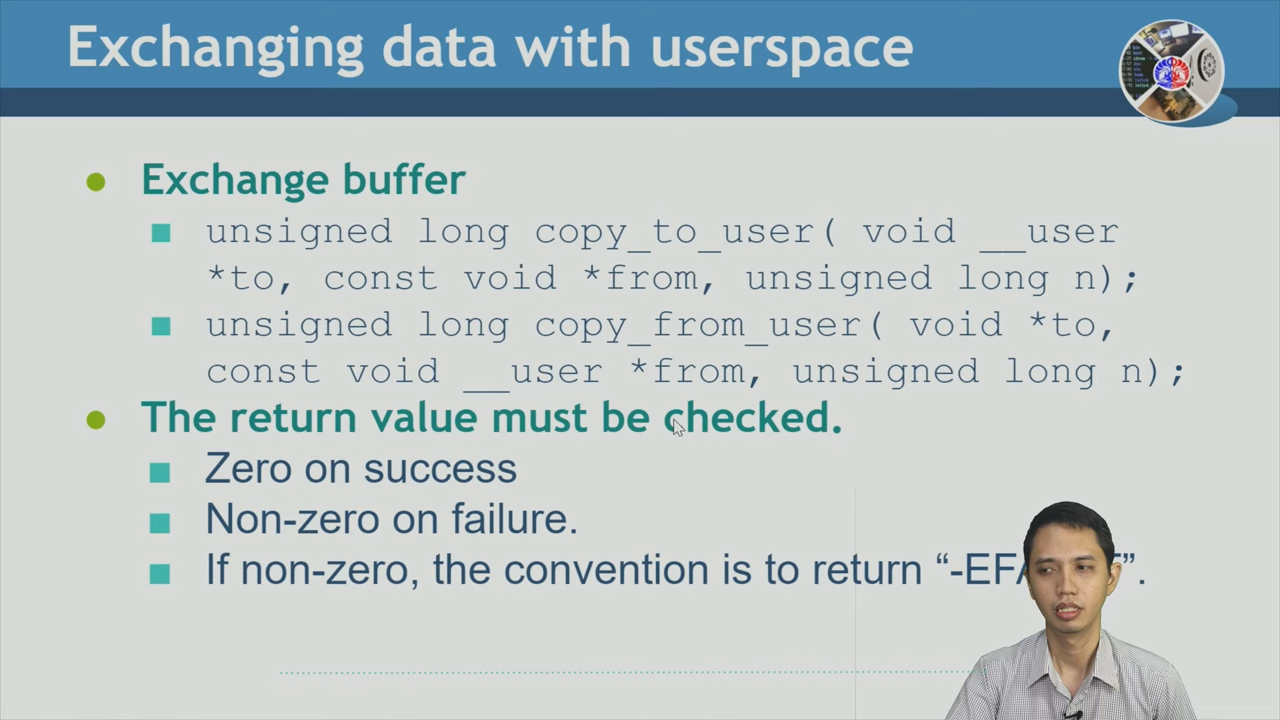 Exchanging data with userspace
Exchange buffer
unsigned long copy_to_user( void __user
*to, const void *from, unsigned long n);
unsigned long copy_from_user( void *to,
const void __user *from, unsigned long n);
The return value must be checked.
Zero on success
Non-zero on failure.
If non-zero, the convention is to return